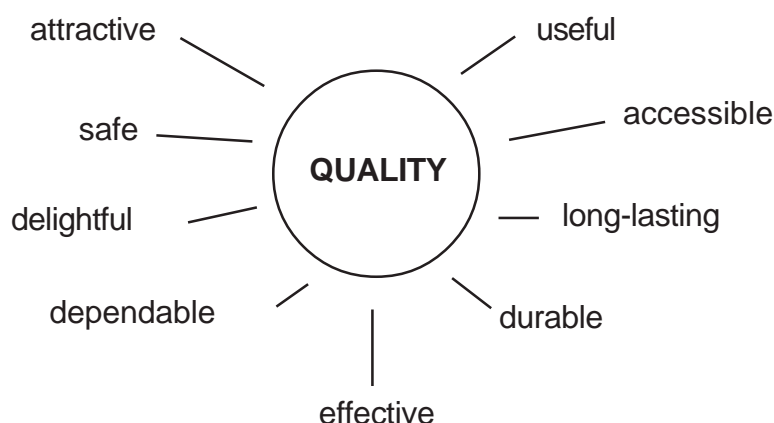 attractive
useful
accessible
safe
QUALITY
delightful
long-lasting
dependable
durable
effective